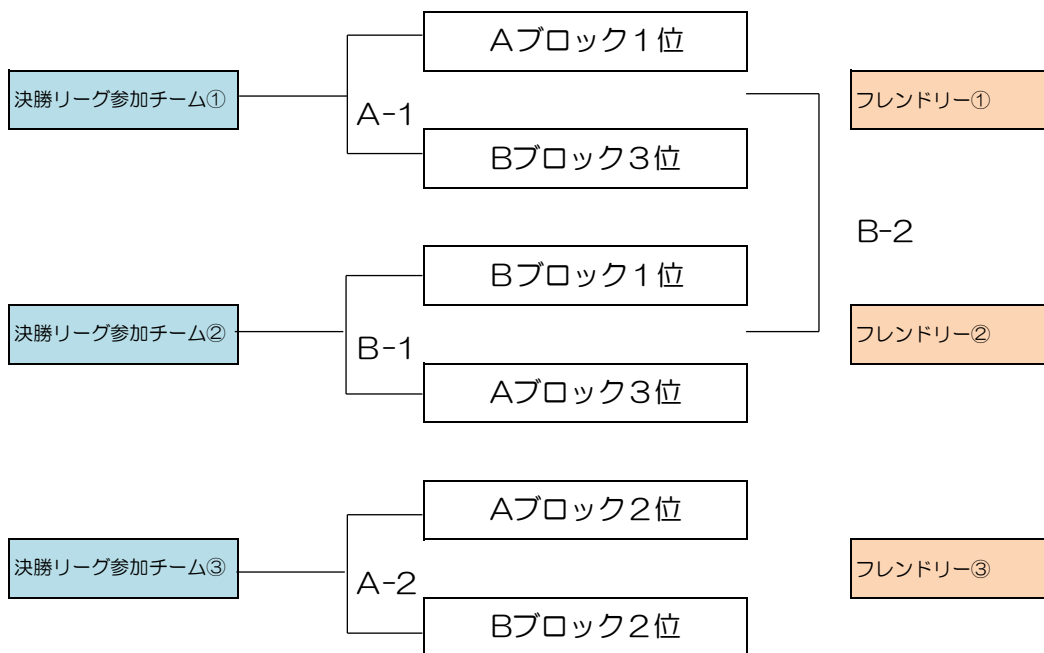 Aブロック１位
決勝リーグ参加チーム①
フレンドリー①
A-1
Bブロック３位
B-2
Bブロック１位
決勝リーグ参加チーム②
フレンドリー②
B-1
Aブロック３位
Aブロック２位
決勝リーグ参加チーム③
フレンドリー③
A-2
Bブロック２位